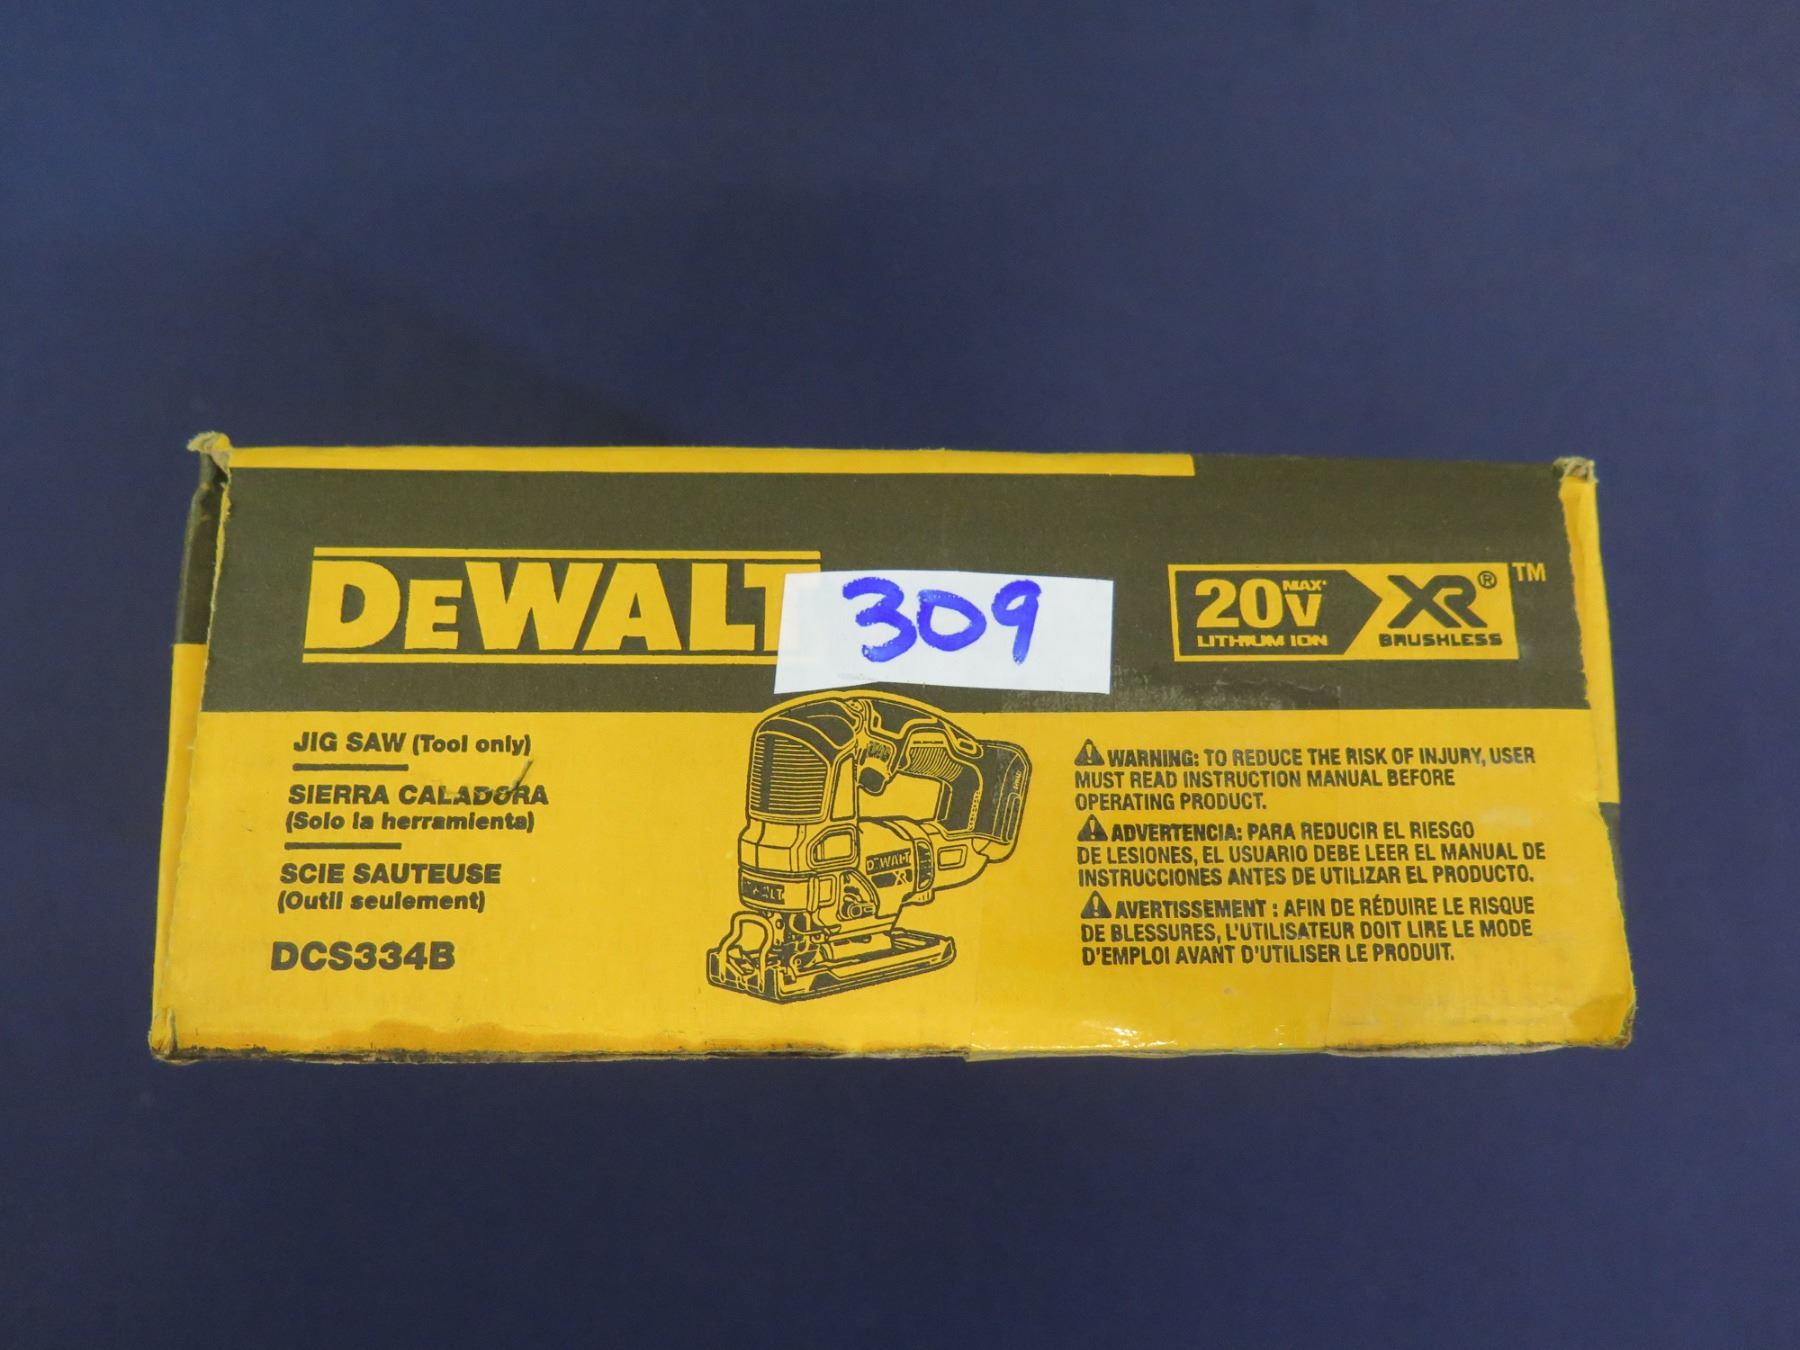 DEWALT
309
20V MAX* XR® ™
LITHIUM ION BRUSHLESS
JIG SAW (Tool only)
SIERRA CALADORA
(Solo la herramienta)
SCIE SAUTEUSE
(Outil seulement)
DCS334B
DEWALT
XR
DEWALT
WARNING: TO REDUCE THE RISK OF INJURY, USER
MUST READ INSTRUCTION MANUAL BEFORE
OPERATING PRODUCT.
ADVERTENCIA: PARA REDUCIR EL RIESGO
DE LESIONES, EL USUARIO DEBE LEER EL MANUAL DE
INSTRUCCIONES ANTES DE UTILIZAR EL PRODUCTO.
AVERTISSEMENT : AFIN DE RÉDUIRE LE RISQUE
DE BLESSURES, L'UTILISATEUR DOIT LIRE LE MODE
D'EMPLOI AVANT D'UTILISER LE PRODUIT.